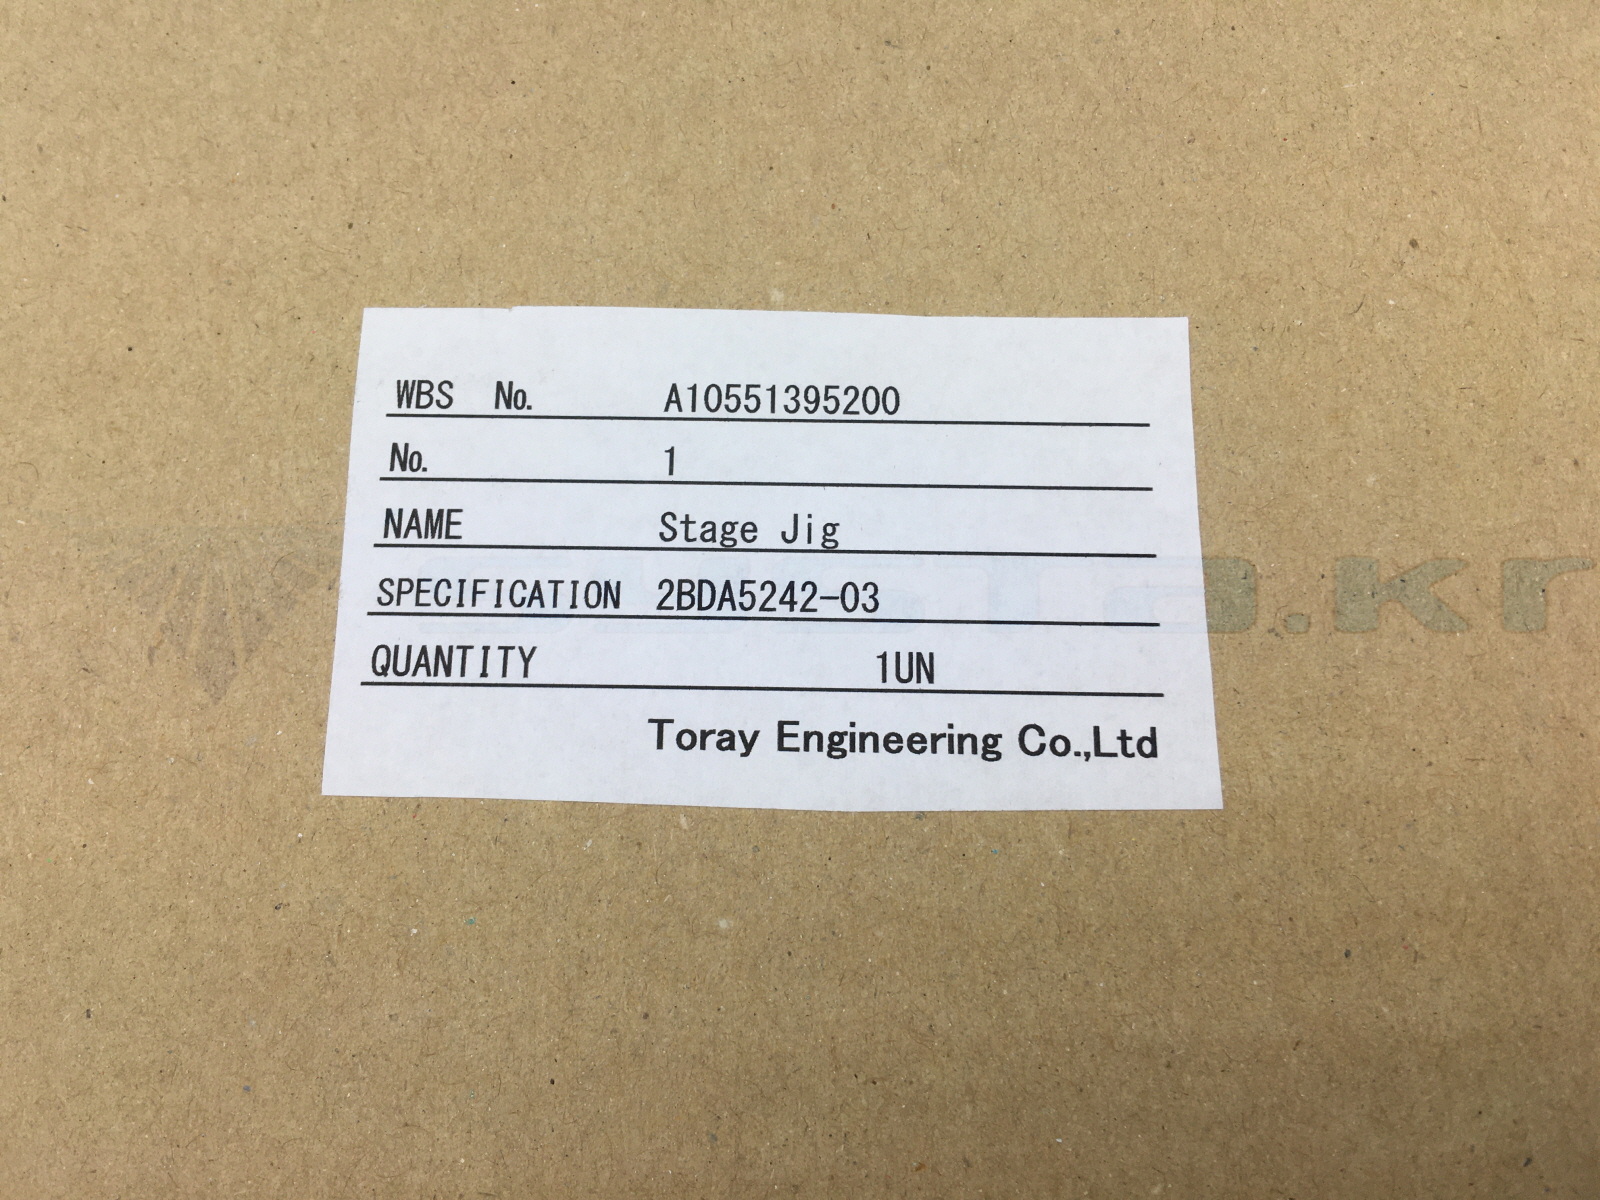 WBS No. A10551395200
No. 1
NAME Stage Jig
SPECIFICATION 2BDA5242-03
QUANTITY 1UN
Toray Engineering Co.,Ltd